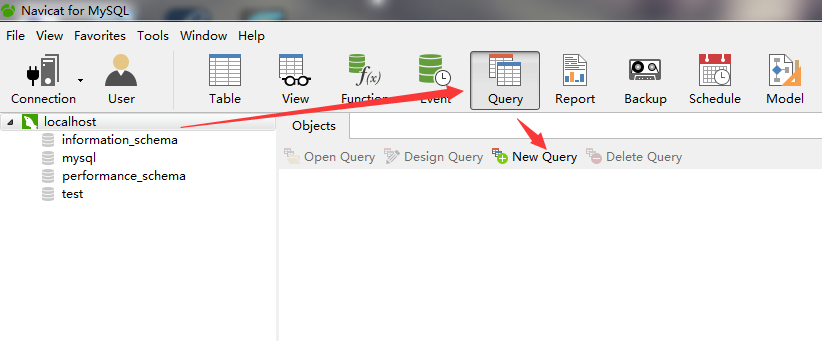 Navicat for MySQL
File View Favorites Tools Window Help
Connection User Table View Function Event Query Report Backup Schedule Model
f(x)
localhost
information_schema
mysql
performance_schema
test
Objects
Open Query Design Query New Query Delete Query